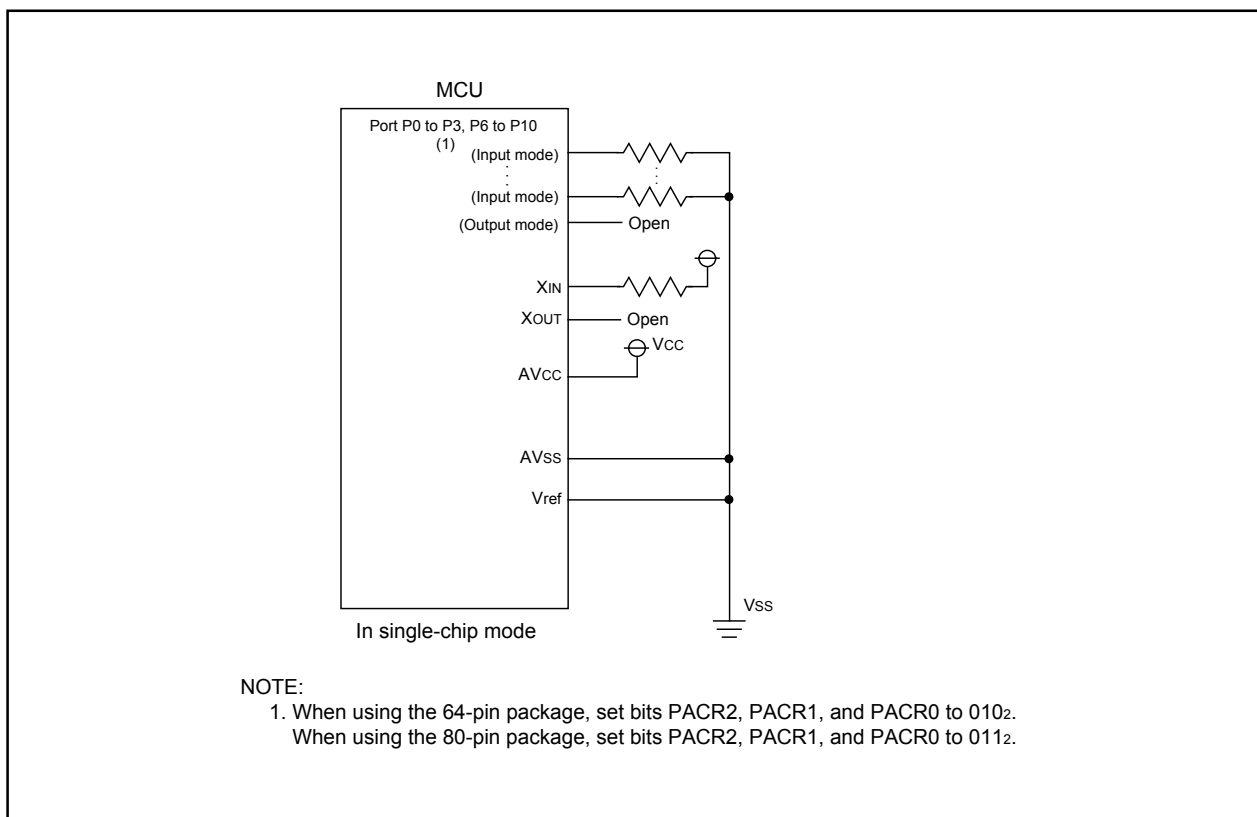 MCU
Port P0 to P3, P6 to P10
(1)
(Input mode)
(Input mode)
(Output mode)
Open
XIN
XOUT
Open
VCC
AVCC
AVSS
Vref
VSS
In single-chip mode
NOTE:
1. When using the 64-pin package, set bits PACR2, PACR1, and PACR0 to 010₂.
When using the 80-pin package, set bits PACR2, PACR1, and PACR0 to 011₂.